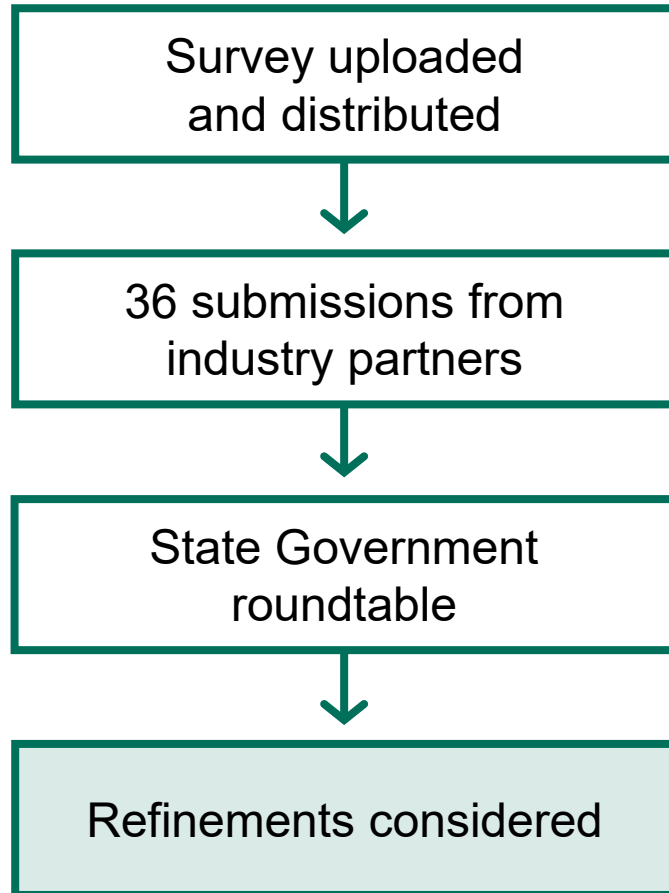 Survey uploaded
and distributed
36 submissions from
industry partners
State Government
roundtable
Refinements considered